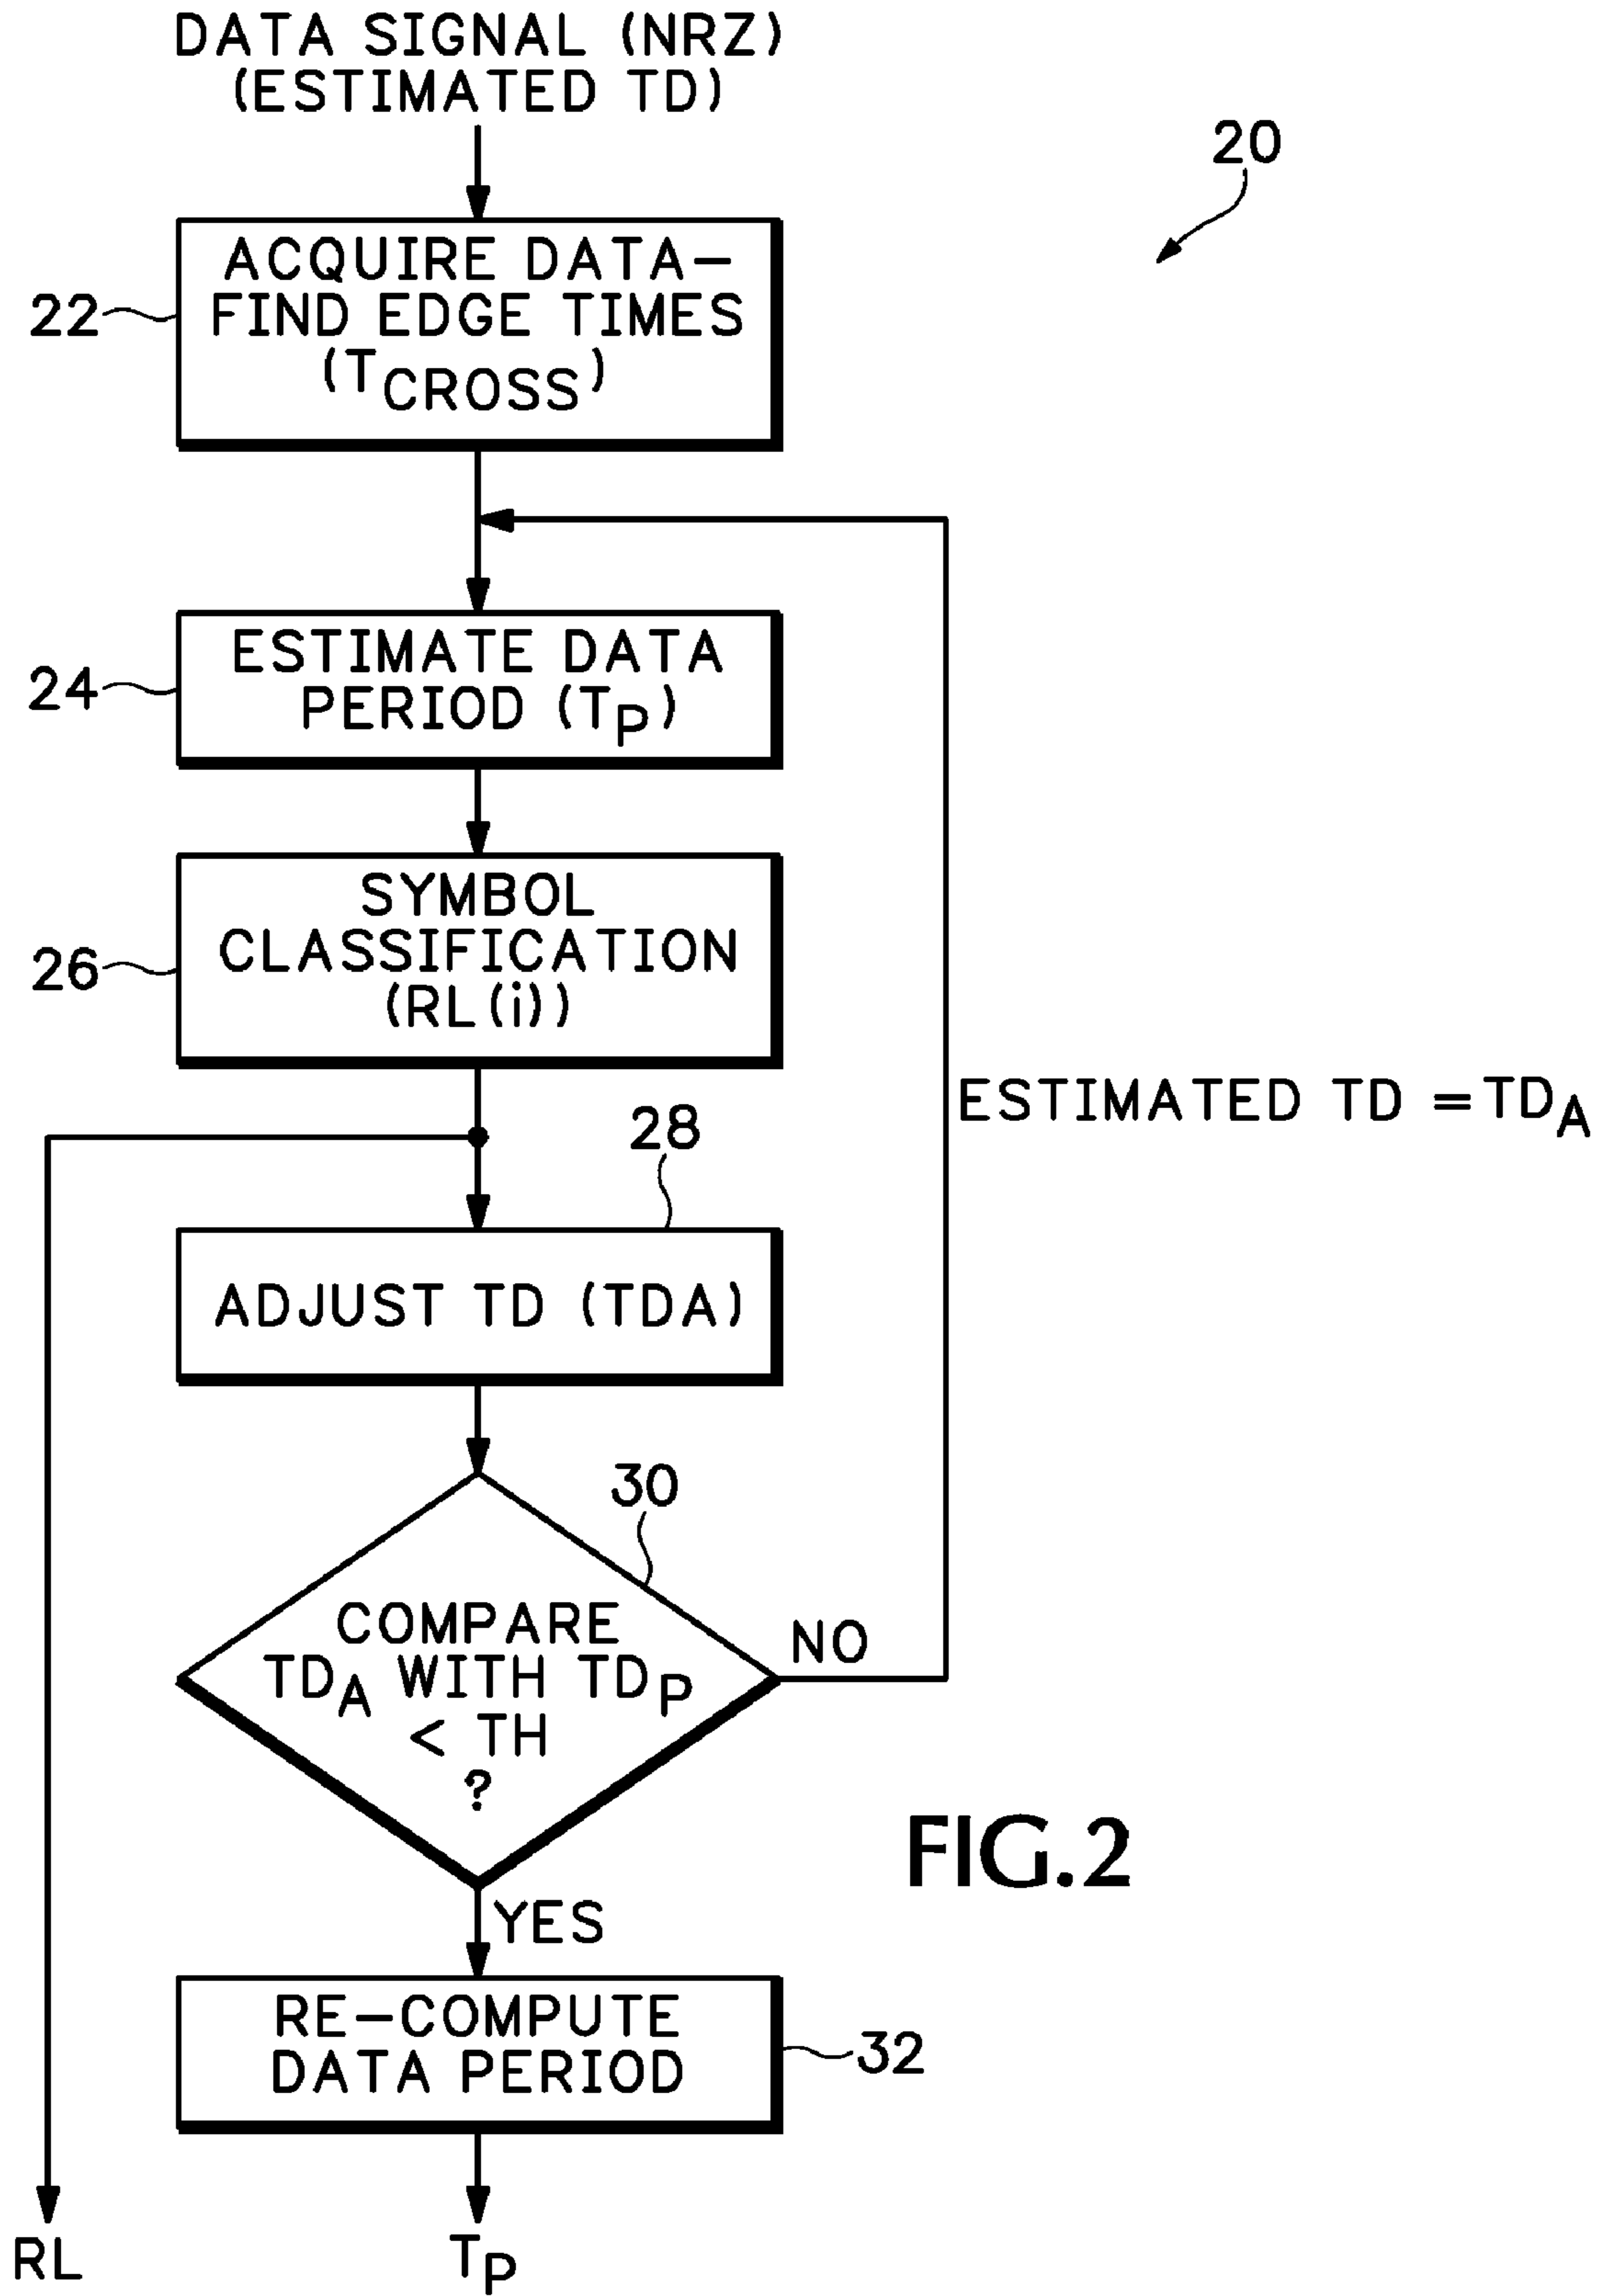 DATA SIGNAL (NRZ)
(ESTIMATED TD)
20
ACQUIRE DATA-
FIND EDGE TIMES
(TCROSS)
22
ESTIMATE DATA
PERIOD (TP)
24
SYMBOL
CLASSIFICATION
(RL(i))
26
ESTIMATED TD = TDA
28
ADJUST TD (TDA)
30
COMPARE
TDA WITH TDP
< TH
?
NO
FIG.2
YES
RE-COMPUTE
DATA PERIOD
32
RL
TP